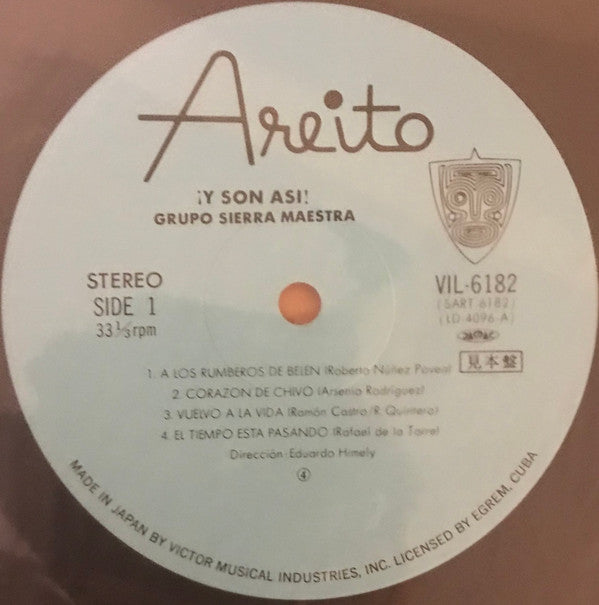 Areito
¡Y SON ASI!
GRUPO SIERRA MAESTRA
STEREO
SIDE 1
33⅓rpm
VIL-6182
(SART 6182)
(LD 4096-A)
見本盤
1. A LOS RUMBEROS DE BELEN (Roberto Núñez Povea)
2. CORAZON DE CHIVO (Arsenio Rodríguez)
3. VUELVO A LA VIDA (Ramón Castro/R. Quintero)
4. EL TIEMPO ESTA PASANDO (Rafael de la Torre)
Dirección: Eduardo Himely
④
MADE IN JAPAN BY VICTOR MUSICAL INDUSTRIES, INC. LICENSED BY EGREM, CUBA